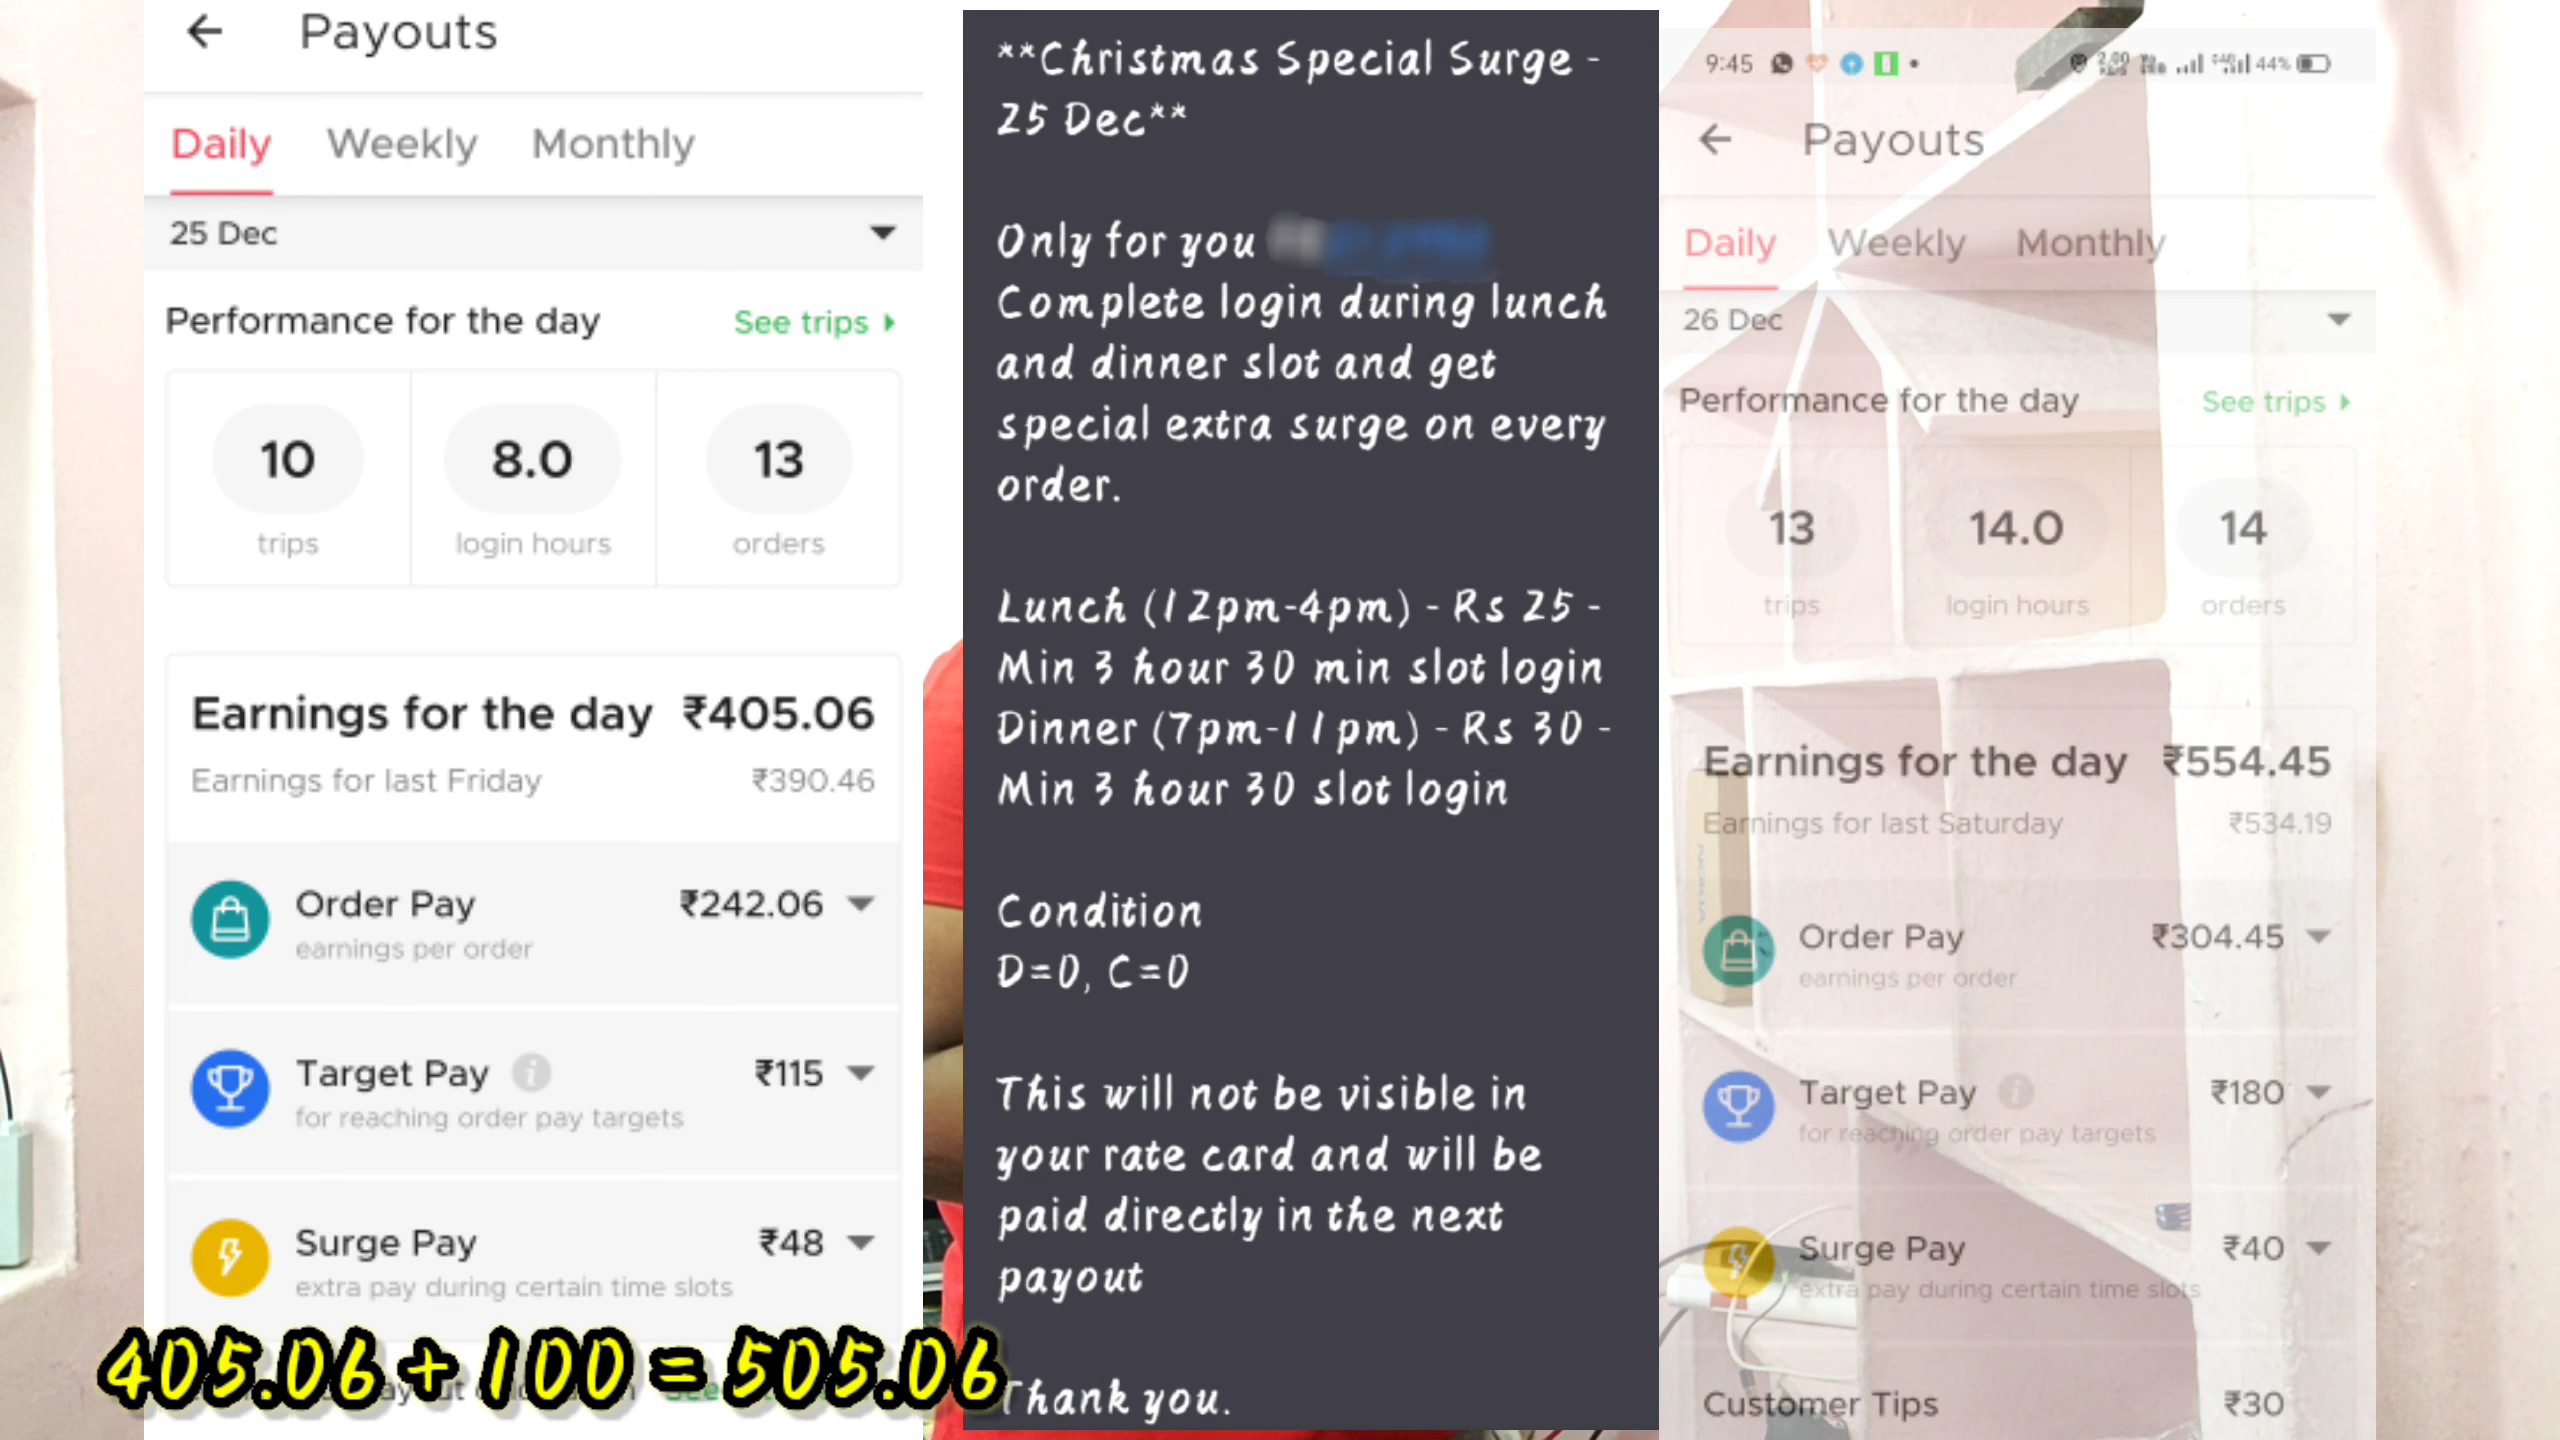 Payouts
Daily Weekly Monthly
25 Dec
Performance for the day See trips
10 8.0 13
trips login hours orders
Earnings for the day ₹405.06
Earnings for last Friday ₹390.46
Order Pay ₹242.06
earnings per order
Target Pay i ₹115
for reaching order pay targets
Surge Pay ₹48
extra pay during certain time slots
405.06 + 100 = 505.06
**Christmas Special Surge -
25 Dec**
Only for you
Complete login during lunch
and dinner slot and get
special extra surge on every
order.
Lunch (12pm-4pm) - Rs 25 -
Min 3 hour 30 min slot login
Dinner (7pm-11pm) - Rs 30 -
Min 3 hour 30 slot login
Condition
D=0, C=0
This will not be visible in
your rate card and will be
paid directly in the next
payout
Thank you.
9:45 44%
Payouts
Daily Weekly Monthly
26 Dec
Performance for the day See trips
13 14.0 14
trips login hours orders
Earnings for the day ₹554.45
Earnings for last Saturday ₹534.19
Order Pay ₹304.45
earnings per order
Target Pay i ₹180
for reaching order pay targets
Surge Pay ₹40
extra pay during certain time slots
Customer Tips ₹30
NOKIA